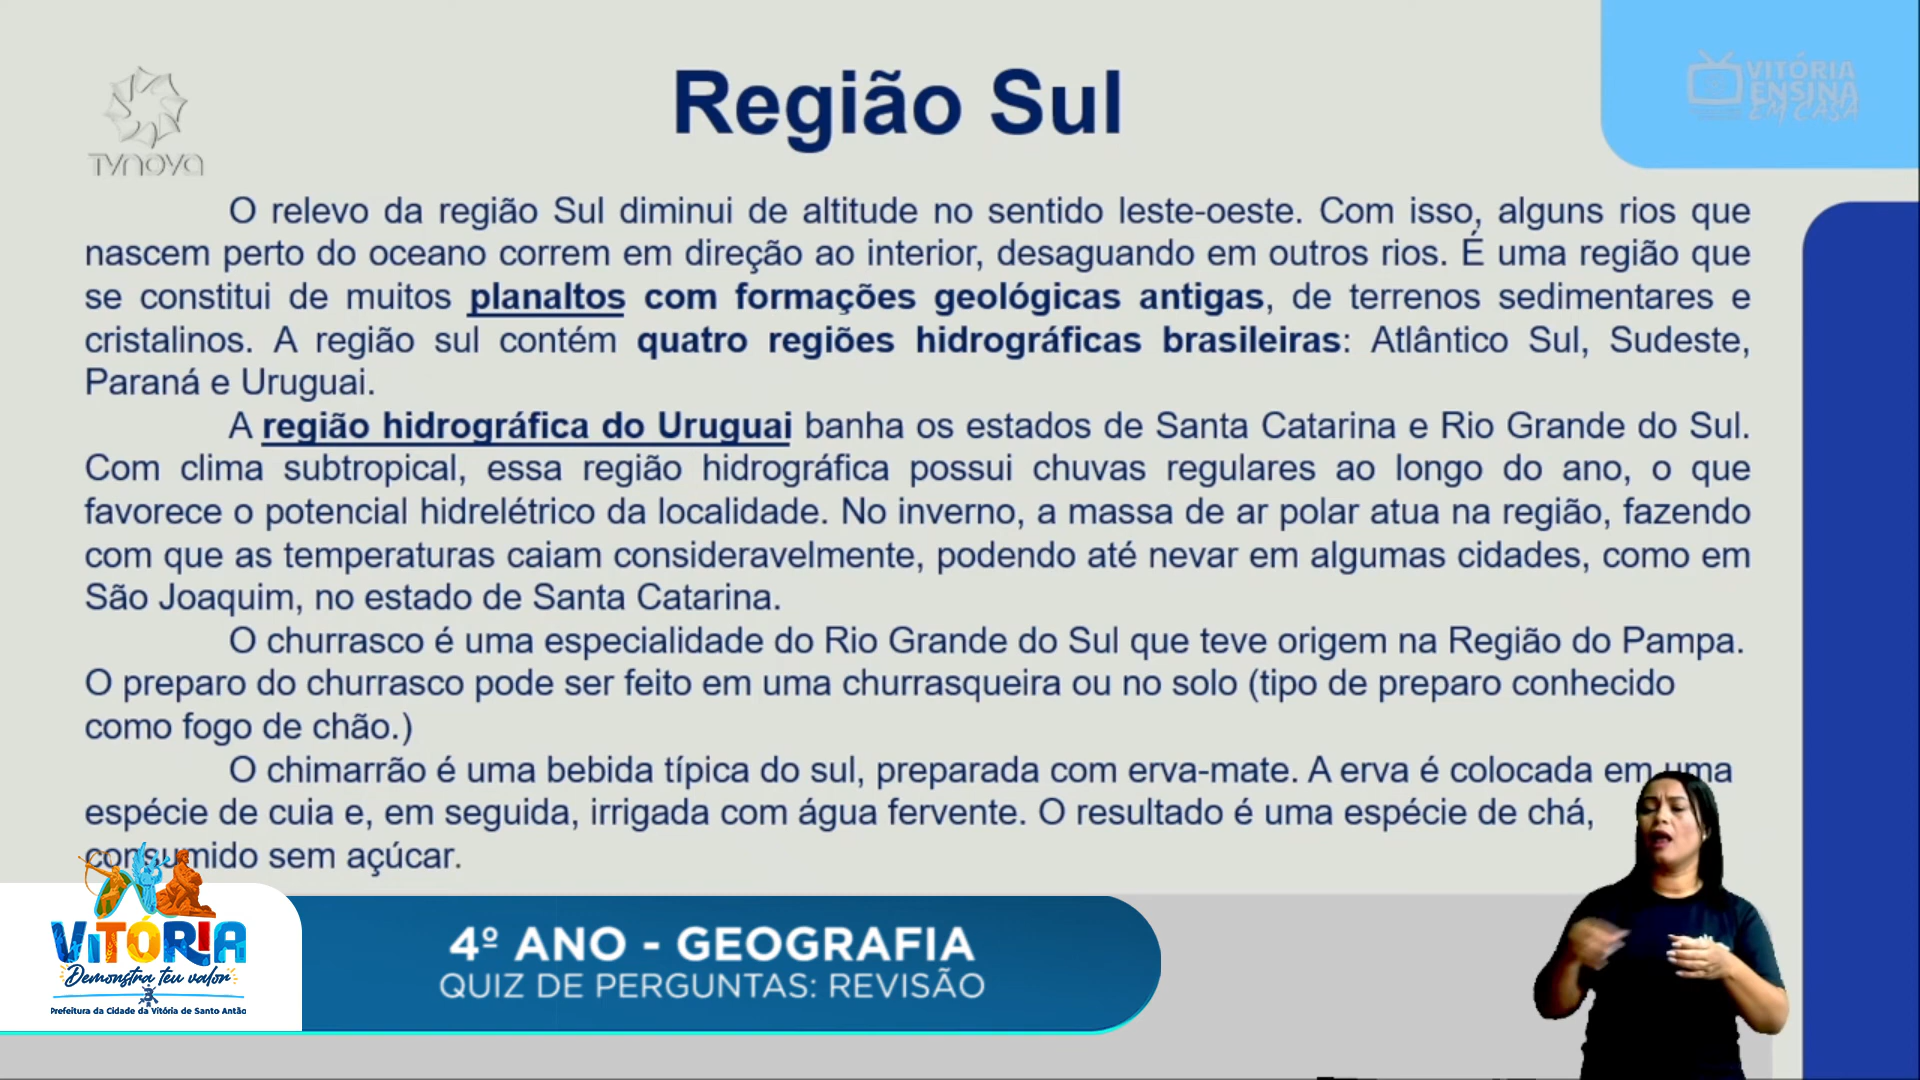 Região Sul
TVNOVA
VITÓRIA
ENSINA
EM CASA
O relevo da região Sul diminui de altitude no sentido leste-oeste. Com isso, alguns rios que
nascem perto do oceano correm em direção ao interior, desaguando em outros rios. É uma região que
se constitui de muitos planaltos com formações geológicas antigas, de terrenos sedimentares e
cristalinos. A região sul contém quatro regiões hidrográficas brasileiras: Atlântico Sul, Sudeste,
Paraná e Uruguai.
A região hidrográfica do Uruguai banha os estados de Santa Catarina e Rio Grande do Sul.
Com clima subtropical, essa região hidrográfica possui chuvas regulares ao longo do ano, o que
favorece o potencial hidrelétrico da localidade. No inverno, a massa de ar polar atua na região, fazendo
com que as temperaturas caiam consideravelmente, podendo até nevar em algumas cidades, como em
São Joaquim, no estado de Santa Catarina.
O churrasco é uma especialidade do Rio Grande do Sul que teve origem na Região do Pampa.
O preparo do churrasco pode ser feito em uma churrasqueira ou no solo (tipo de preparo conhecido
como fogo de chão.)
O chimarrão é uma bebida típica do sul, preparada com erva-mate. A erva é colocada em uma
espécie de cuia e, em seguida, irrigada com água fervente. O resultado é uma espécie de chá,
consumido sem açúcar.
VITÓRIA
Demonstra teu valor
Prefeitura da Cidade da Vitória de Santo Antão
4º ANO - GEOGRAFIA
QUIZ DE PERGUNTAS: REVISÃO